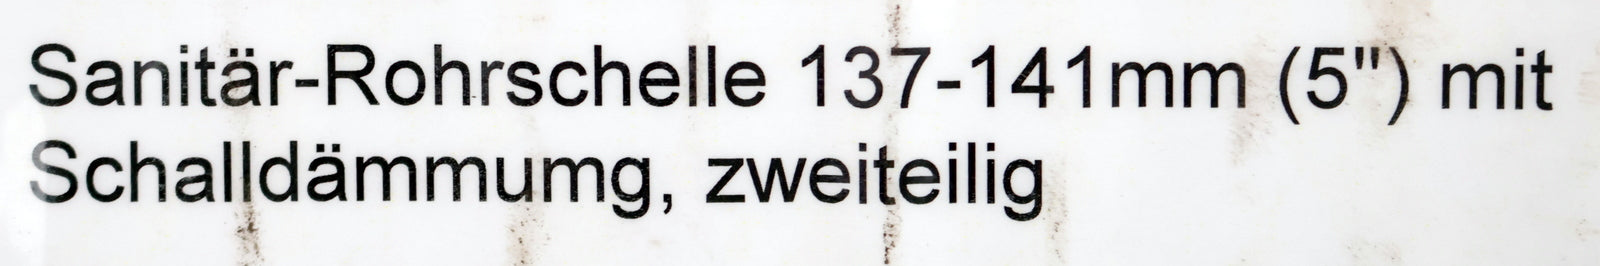 Sanitär-Rohrschelle 137-141mm (5") mit
Schalldämmumg, zweiteilig